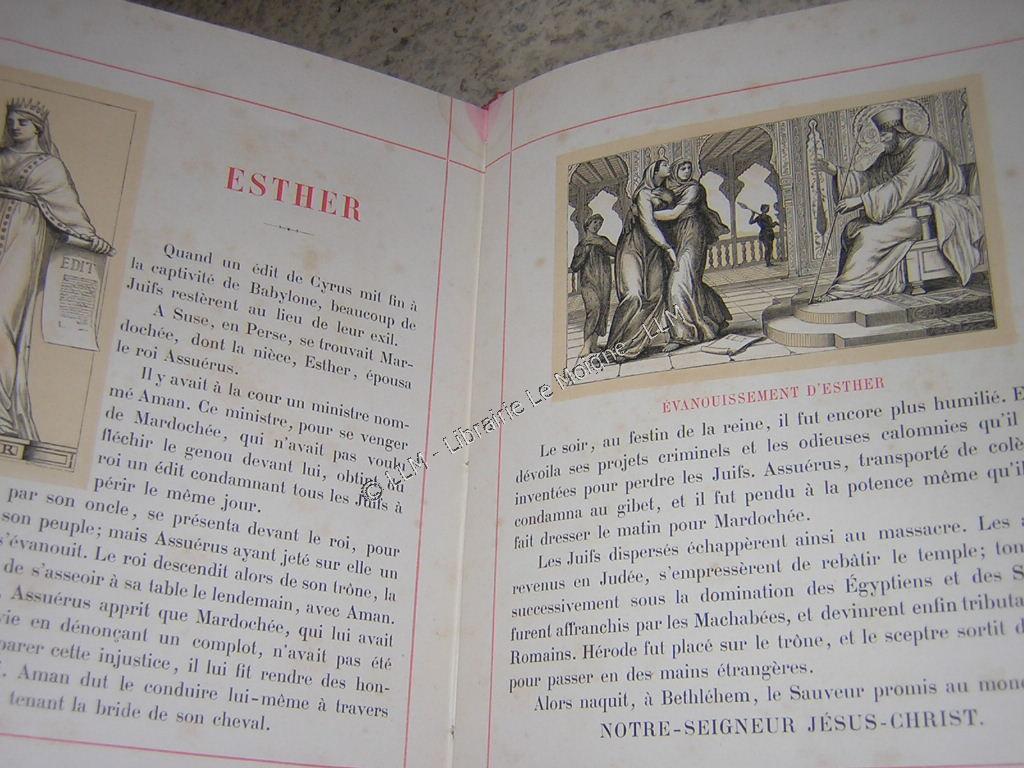 EDIT
ESTHER
Quand un édit de Cyrus mit fin à
la captivité de Babylone, beaucoup de
Juifs restèrent au lieu de leur exil.
A Suse, en Perse, se trouvait Mar-
dochée, dont la nièce, Esther, épousa
le roi Assuérus.
Il y avait à la cour un ministre nom-
mé Aman. Ce ministre, pour se venger
de Mardochée, qui n'avait pas voulu
fléchir le genou devant lui, obtint du
roi un édit condamnant tous les Juifs à
périr le même jour.
par son oncle, se présenta devant le roi, pour
son peuple; mais Assuérus ayant jeté sur elle un
s'évanouit. Le roi descendit alors de son trône, la
de s'asseoir à sa table le lendemain, avec Aman.
Assuérus apprit que Mardochée, qui lui avait
vie en dénonçant un complot, n'avait pas été
parer cette injustice, il lui fit rendre des hon-
Aman dut le conduire lui-même à travers
tenant la bride de son cheval.
ÉVANOUISSEMENT D'ESTHER
Le soir, au festin de la reine, il fut encore plus humilié. E
dévoila ses projets criminels et les odieuses calomnies qu'il
inventées pour perdre les Juifs. Assuérus, transporté de colè
condamna au gibet, et il fut pendu à la potence même qu'il
fait dresser le matin pour Mardochée.
Les Juifs dispersés échappèrent ainsi au massacre. Les a
revenus en Judée, s'empressèrent de rebâtir le temple; tom
successivement sous la domination des Égyptiens et des S
furent affranchis par les Machabées, et devinrent enfin tributa
Romains. Hérode fut placé sur le trône, et le sceptre sortit d
pour passer en des mains étrangères.
Alors naquit, à Bethléhem, le Sauveur promis au mond
NOTRE-SEIGNEUR JÉSUS-CHRIST.
© LLM - Librairie Le Moigne - LLM